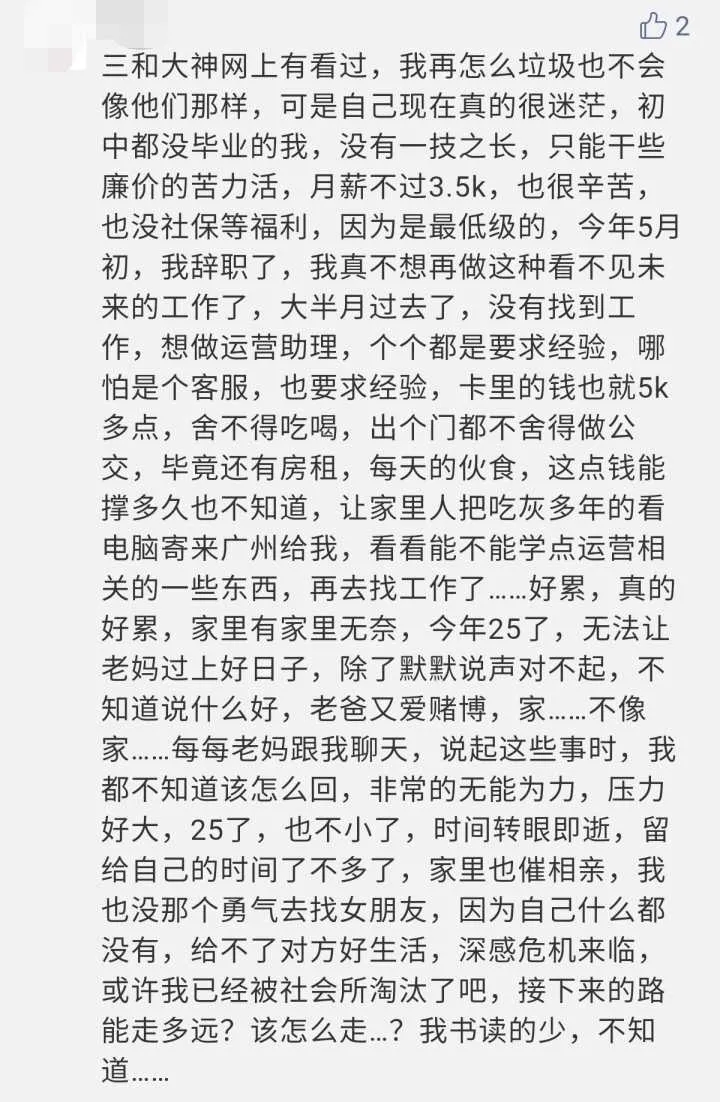 2
三和大神网上有看过，我再怎么垃圾也不会
像他们那样，可是自己现在真的很迷茫，初
中都没毕业的我，没有一技之长，只能干些
廉价的苦力活，月薪不过3.5k，也很辛苦，
也没社保等福利，因为是最低级的，今年5月
初，我辞职了，我真不想再做这种看不见未
来的工作了，大半月过去了，没有找到工
作，想做运营助理，个个都是要求经验，哪
怕是个客服，也要求经验，卡里的钱也就5k
多点，舍不得吃喝，出个门都不舍得做公
交，毕竟还有房租，每天的伙食，这点钱能
撑多久也不知道，让家里人把吃灰多年的看
电脑寄来广州给我，看看能不能学点运营相
关的一些东西，再去找工作了……好累，真的
好累，家里有家里无奈，今年25了，无法让
老妈过上好日子，除了默默说声对不起，不
知道说什么好，老爸又爱赌博，家……不像
家……每每老妈跟我聊天，说起这些事时，我
都不知道该怎么回，非常的无能为力，压力
好大，25了，也不小了，时间转眼即逝，留
给自己的时间了不多了，家里也催相亲，我
也没那个勇气去找女朋友，因为自己什么都
没有，给不了对方好生活，深感危机来临，
或许我已经被社会所淘汰了吧，接下来的路
能走多远？该怎么走…？我书读的少，不知
道……